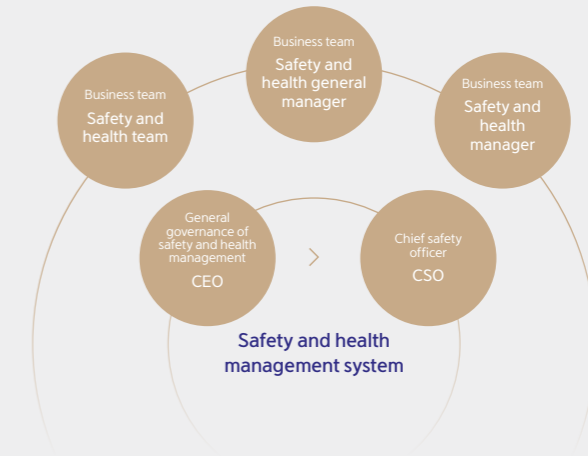 Business team
Safety and
health general
manager
Business team
Safety and
health team
Business team
Safety and
health
manager
General
governance of
safety and health
management
CEO
Chief safety
officer
CSO
Safety and health
management system